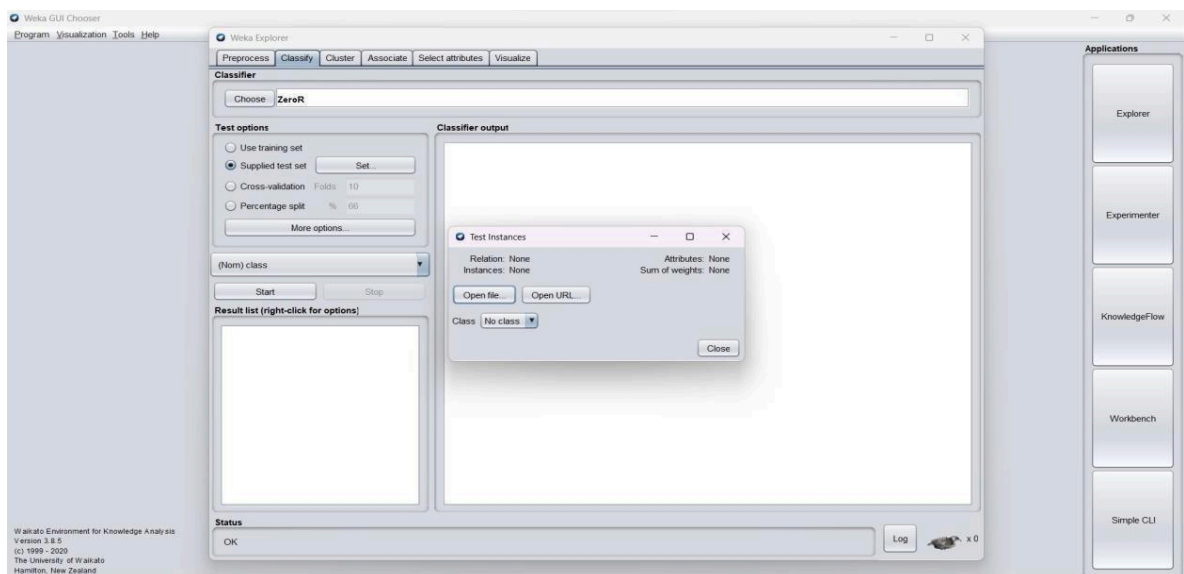 Weka GUI Chooser
Program Visualization Tools Help
Weka Explorer
Preprocess Classify Cluster Associate Select attributes Visualize
Classifier
Choose ZeroR
Test options
Use training set
Supplied test set Set...
Cross-validation Folds 10
Percentage split % 66
More options...
(Nom) class
Start Stop
Result list (right-click for options)
Classifier output
Test Instances
Relation: None Attributes: None
Instances: None Sum of weights: None
Open file... Open URL...
Class No class
Close
Status
OK
Log x 0
Applications
Explorer
Experimenter
KnowledgeFlow
Workbench
Simple CLI
Waikato Environment for Knowledge Analysis
Version 3.8.5
(c) 1999 - 2020
The University of Waikato
Hamilton, New Zealand